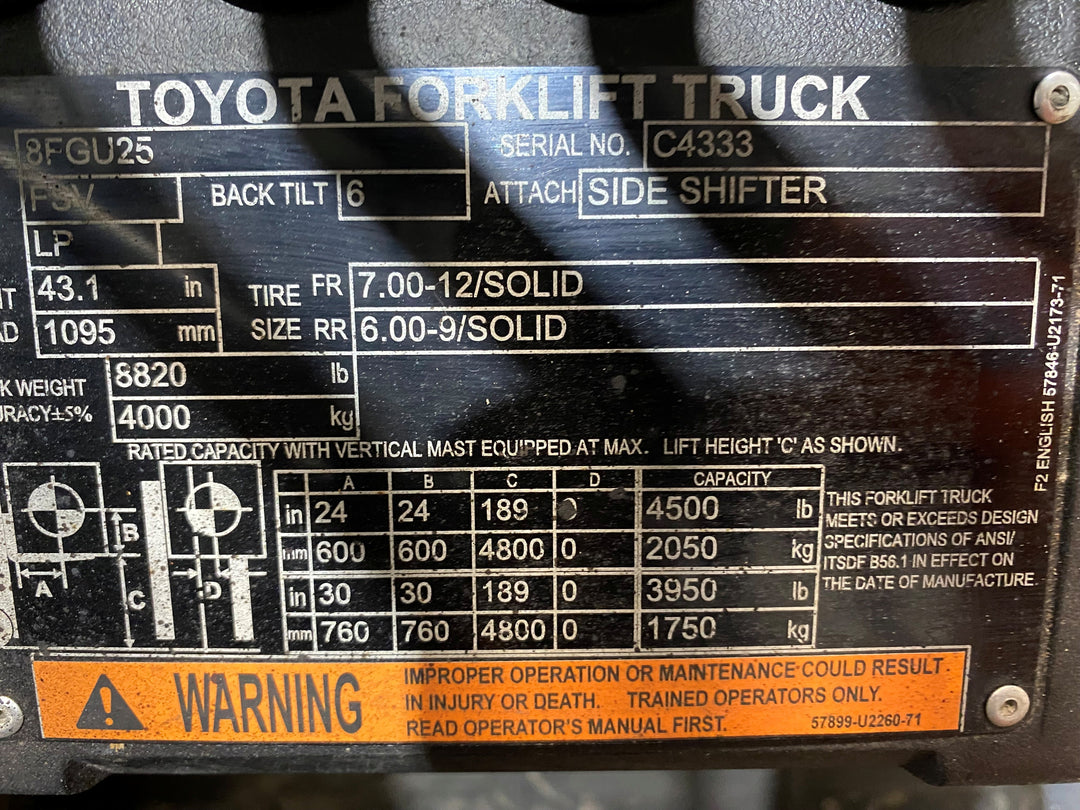 TOYOTA FORKLIFT TRUCK
8FGU25 SERIAL NO. C4333
FSV BACK TILT 6 ATTACH SIDE SHIFTER
LP
43.1 in TIRE FR 7.00-12/SOLID
1095 mm SIZE RR 6.00-9/SOLID
WEIGHT 8820 lb
±5% 4000 kg
RATED CAPACITY WITH VERTICAL MAST EQUIPPED AT MAX. LIFT HEIGHT 'C' AS SHOWN.
A B C D CAPACITY
in 24 24 189 4500 lb
mm 600 600 4800 0 2050 kg
in 30 30 189 0 3950 lb
mm 760 760 4800 0 1750 kg
A B C D
THIS FORKLIFT TRUCK
MEETS OR EXCEEDS DESIGN
SPECIFICATIONS OF ANSI/
ITSDF B56.1 IN EFFECT ON
THE DATE OF MANUFACTURE.
F2 ENGLISH 57846-U2173-71
WARNING
IMPROPER OPERATION OR MAINTENANCE COULD RESULT
IN INJURY OR DEATH. TRAINED OPERATORS ONLY.
READ OPERATOR'S MANUAL FIRST. 57899-U2260-71